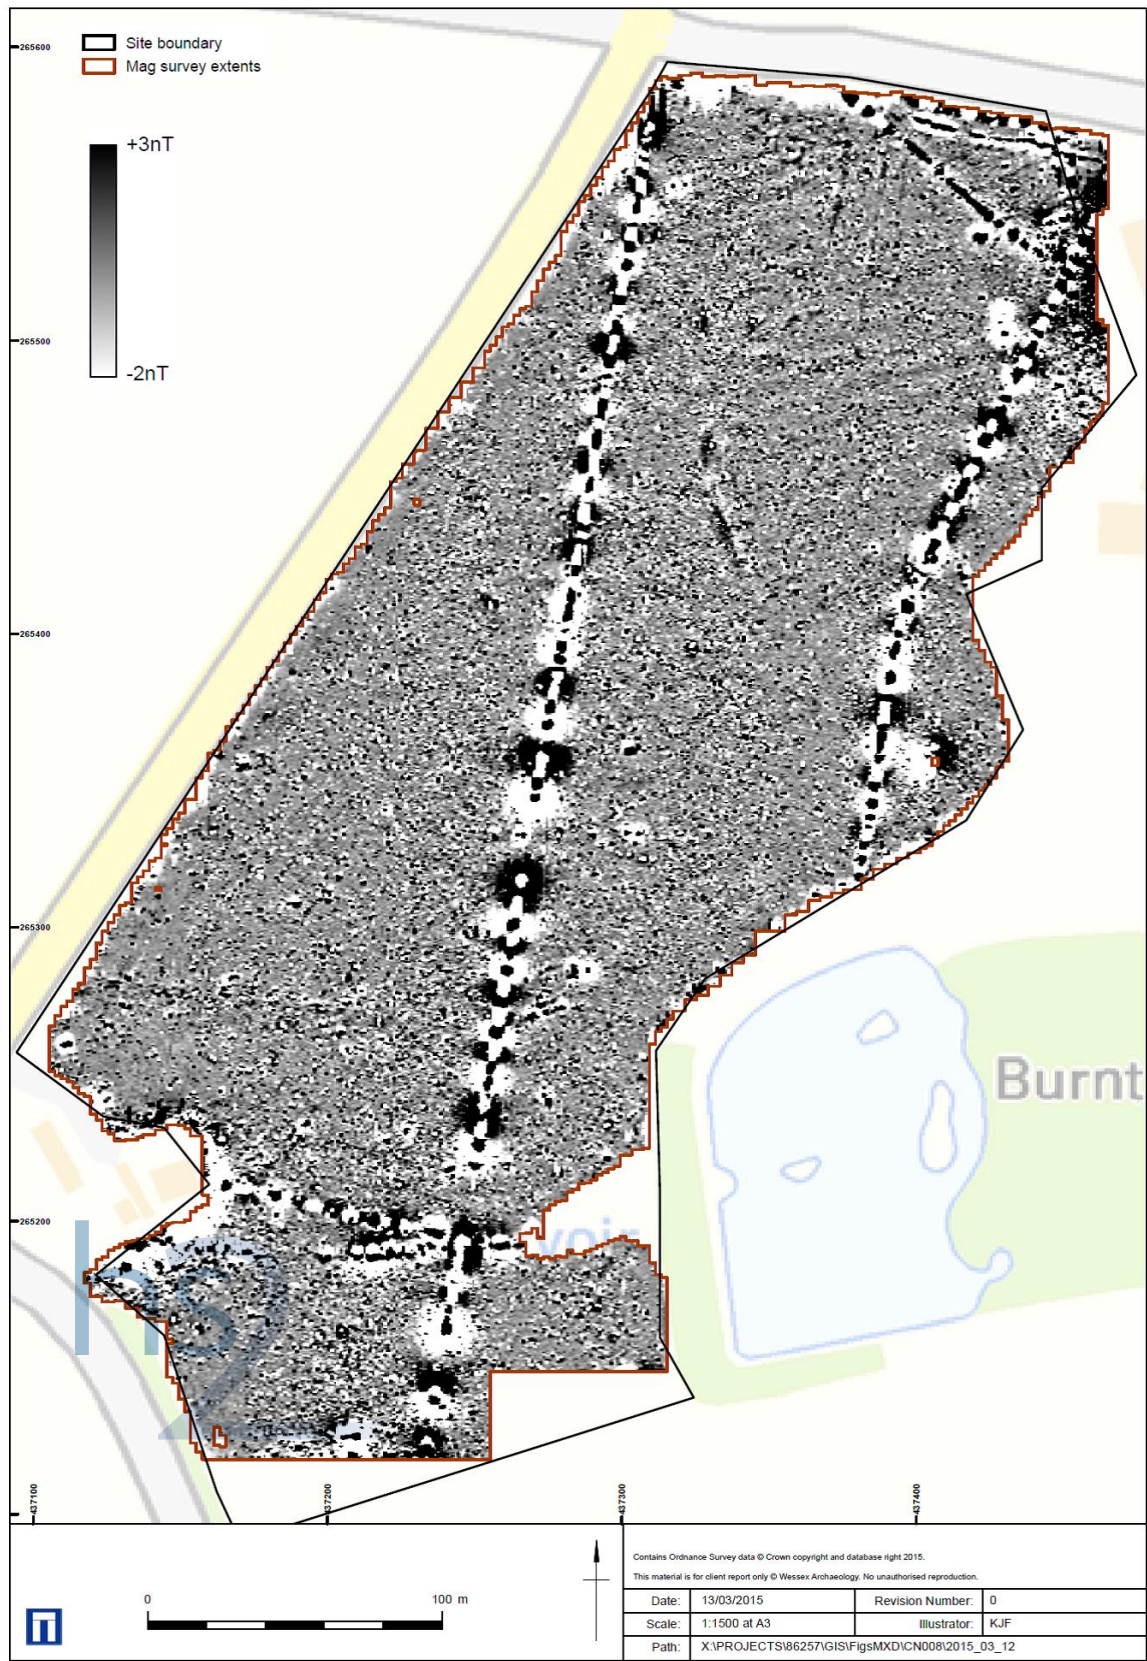 265600
Site boundary
Mag survey extents
+3nT
-2nT
265500
265400
265300
Burnt
265200
voir
hs2
437100
437200
437300
437400
Contains Ordnance Survey data © Crown copyright and database right 2015.
This material is for client report only © Wessex Archaeology. No unauthorised reproduction.
0 100 m
Date: 13/03/2015 Revision Number: 0
Scale: 1:1500 at A3 Illustrator: KJF
Path: X:\PROJECTS\86257\GIS\FigsMXD\CN008\2015_03_12